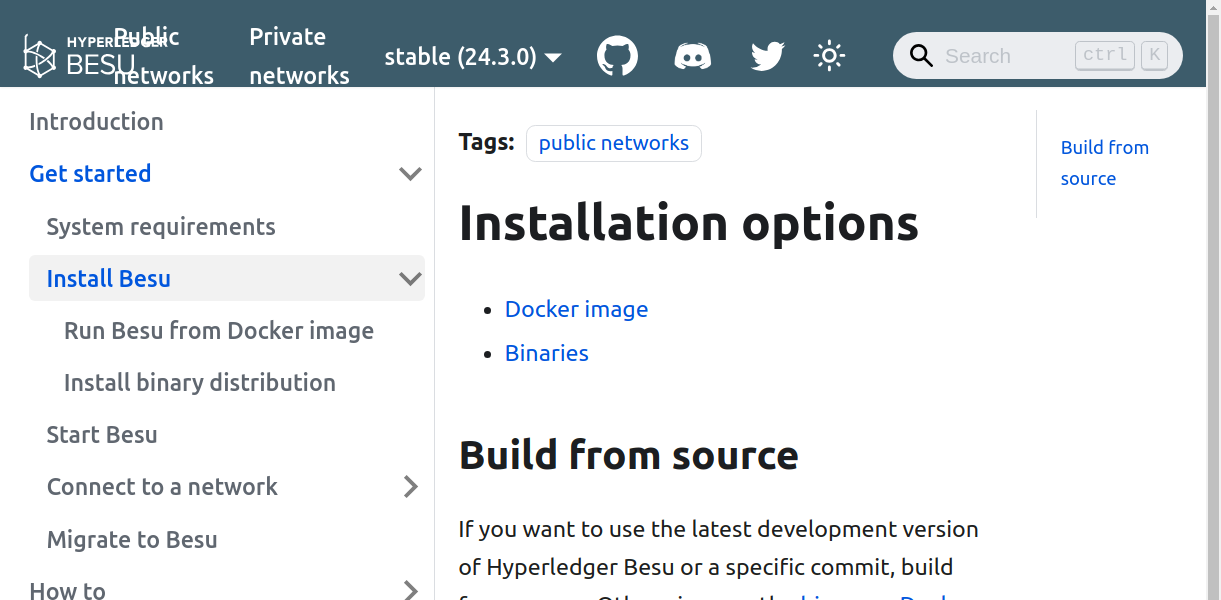 HYPERLEDGER
BESU
Public
networks
Private
networks
stable (24.3.0)
Search
ctrl K
Introduction
Get started
System requirements
Install Besu
Run Besu from Docker image
Install binary distribution
Start Besu
Connect to a network
Migrate to Besu
How to
Tags: public networks
Installation options
Docker image
Binaries
Build from source
If you want to use the latest development version
of Hyperledger Besu or a specific commit, build
Build from
source